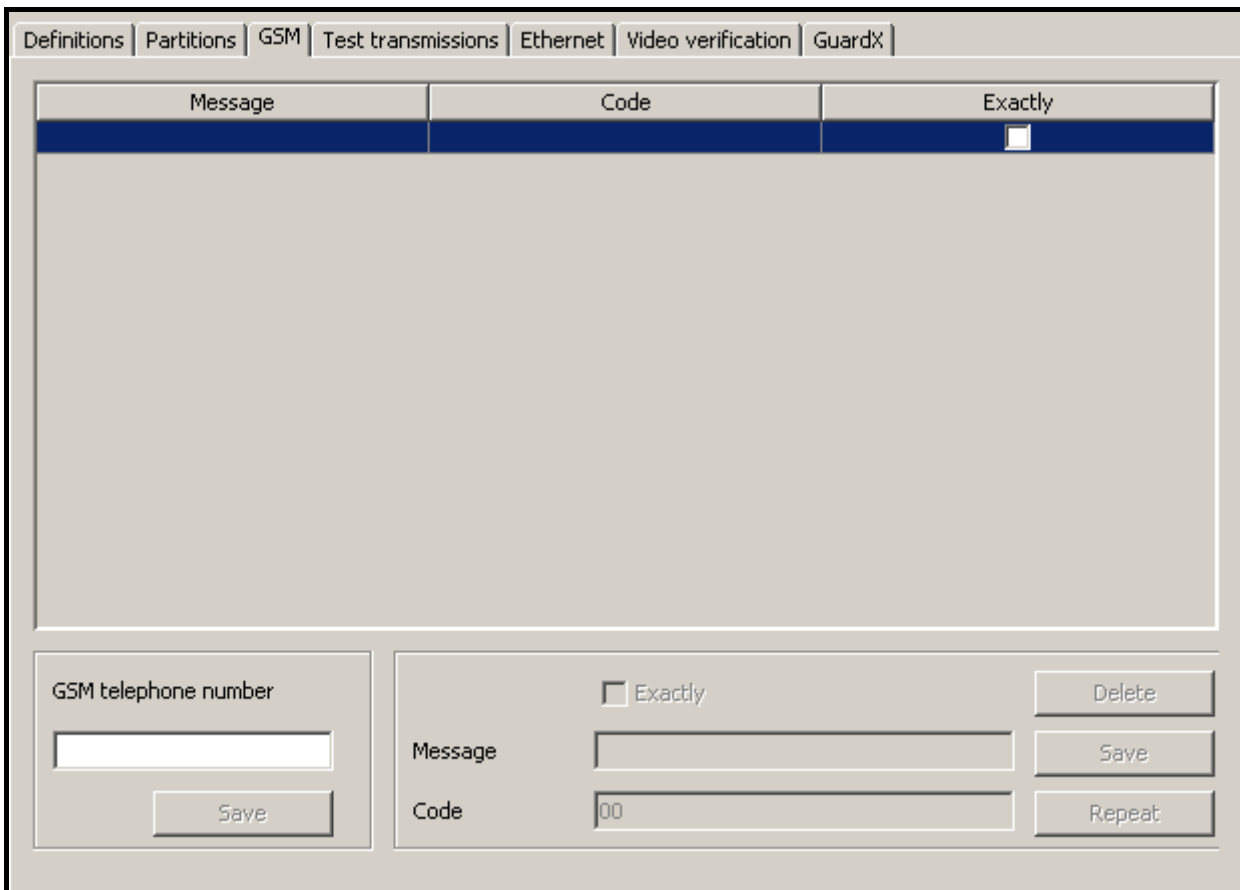 Definitions Partitions GSM Test transmissions Ethernet Video verification GuardX
Message Code Exactly
GSM telephone number
Save
Exactly
Delete
Message
Save
Code 00
Repeat